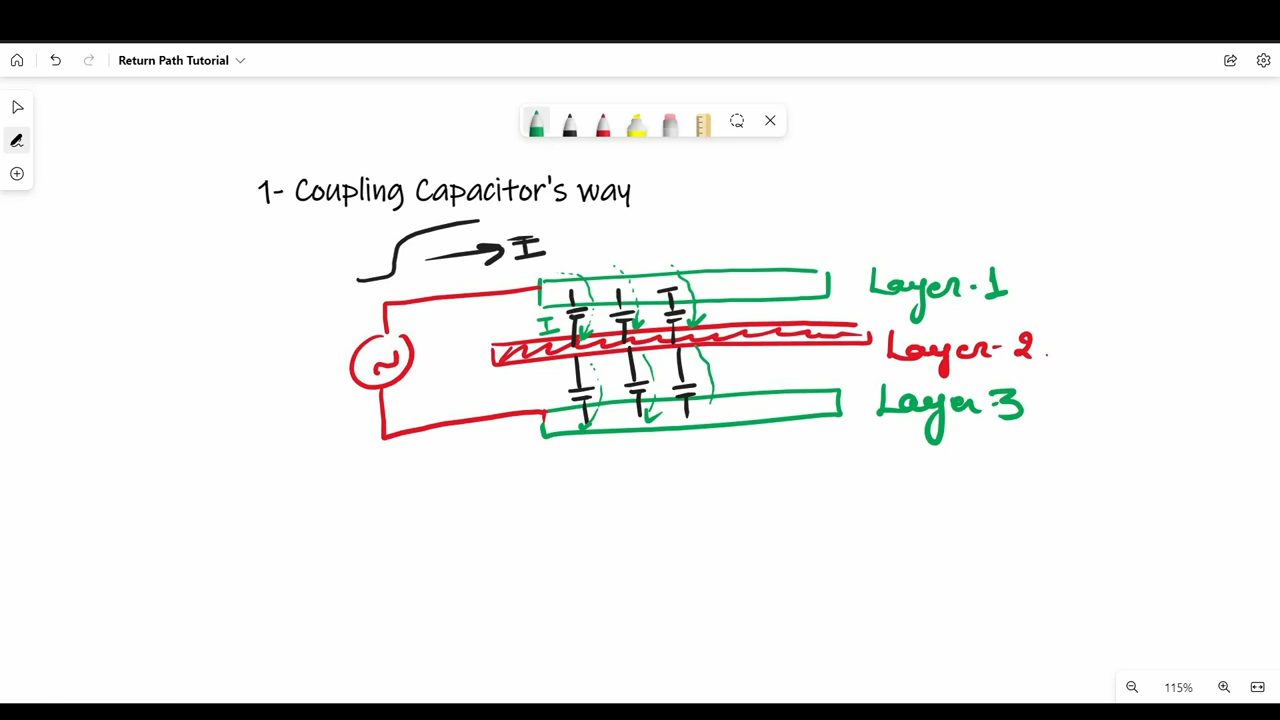 Return Path Tutorial
1- Coupling Capacitor's way
I
Layer-1
I
Layer-2.
Layer-3
115%